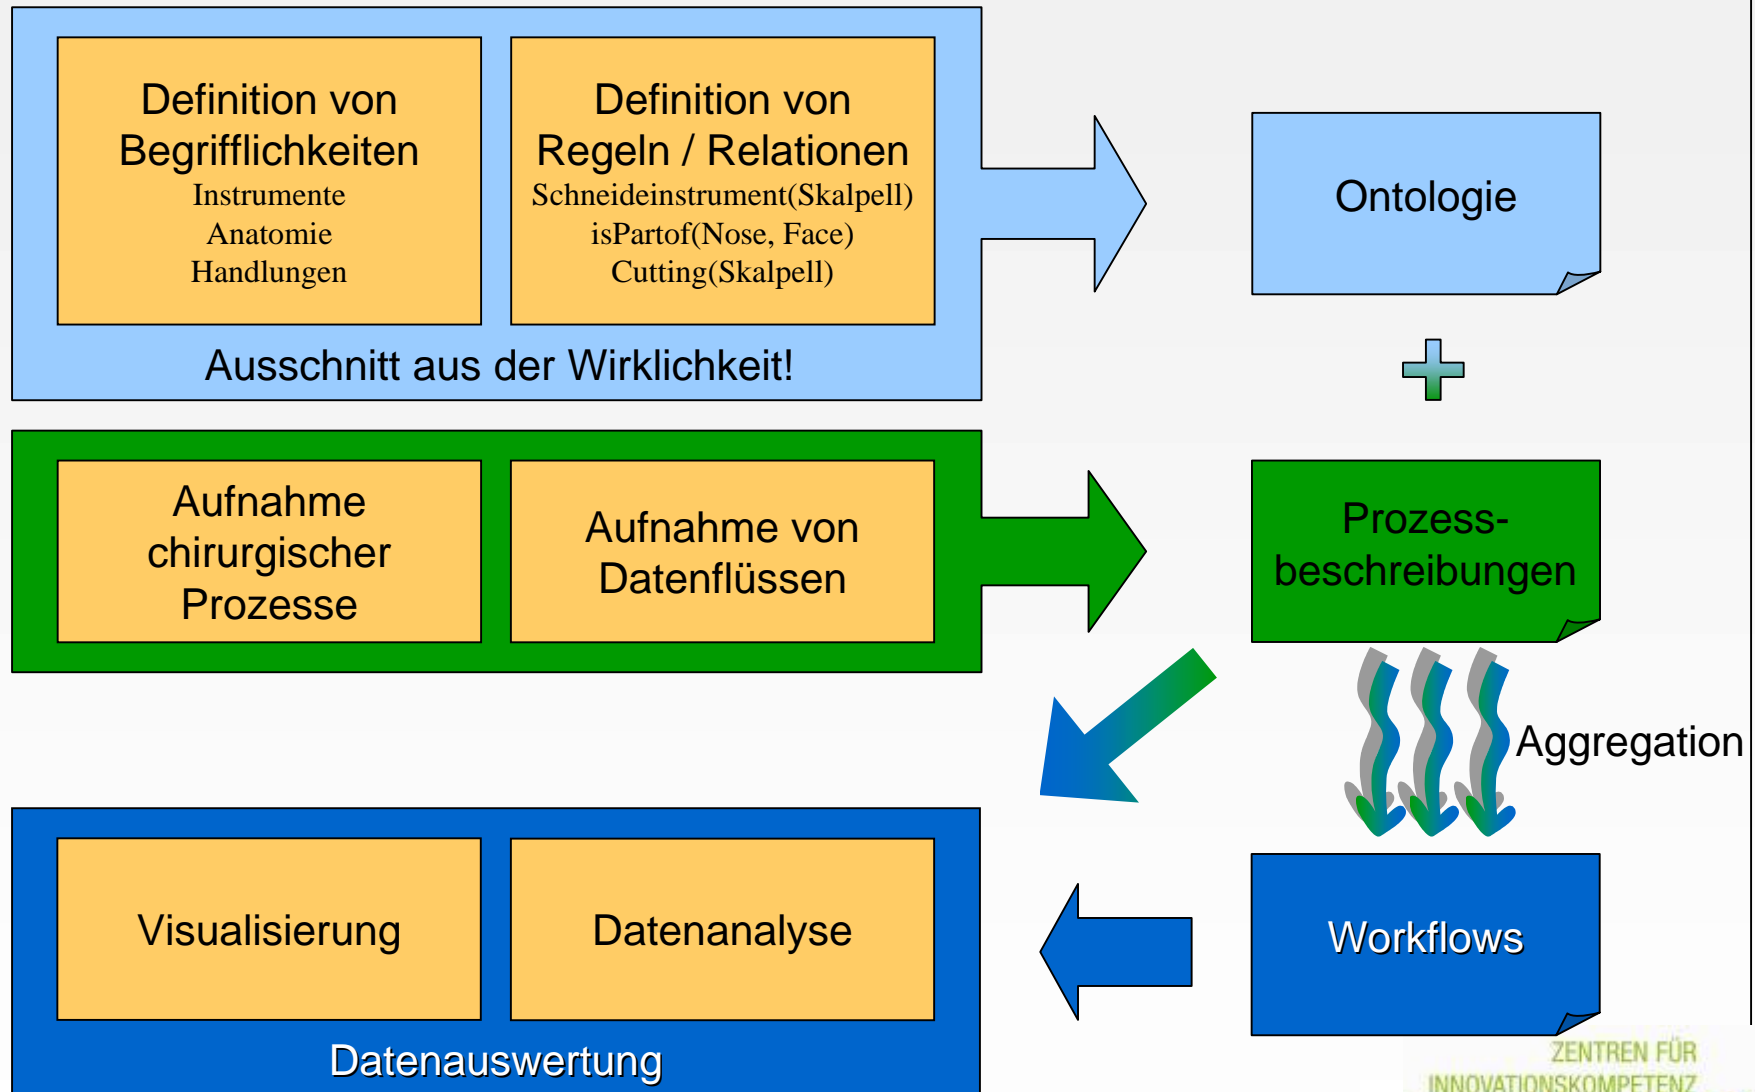 Definition von
Begrifflichkeiten
Instrumente
Anatomie
Handlungen
Definition von
Regeln / Relationen
Schneideinstrument(Skalpell)
isPartof(Nose, Face)
Cutting(Skalpell)
Ausschnitt aus der Wirklichkeit!
Ontologie
Aufnahme
chirurgischer
Prozesse
Aufnahme von
Datenflüssen
Prozess-
beschreibungen
Aggregation
Visualisierung
Datenanalyse
Datenauswertung
Workflows
ZENTREN FÜR
INNOVATIONSKOMPETENZ